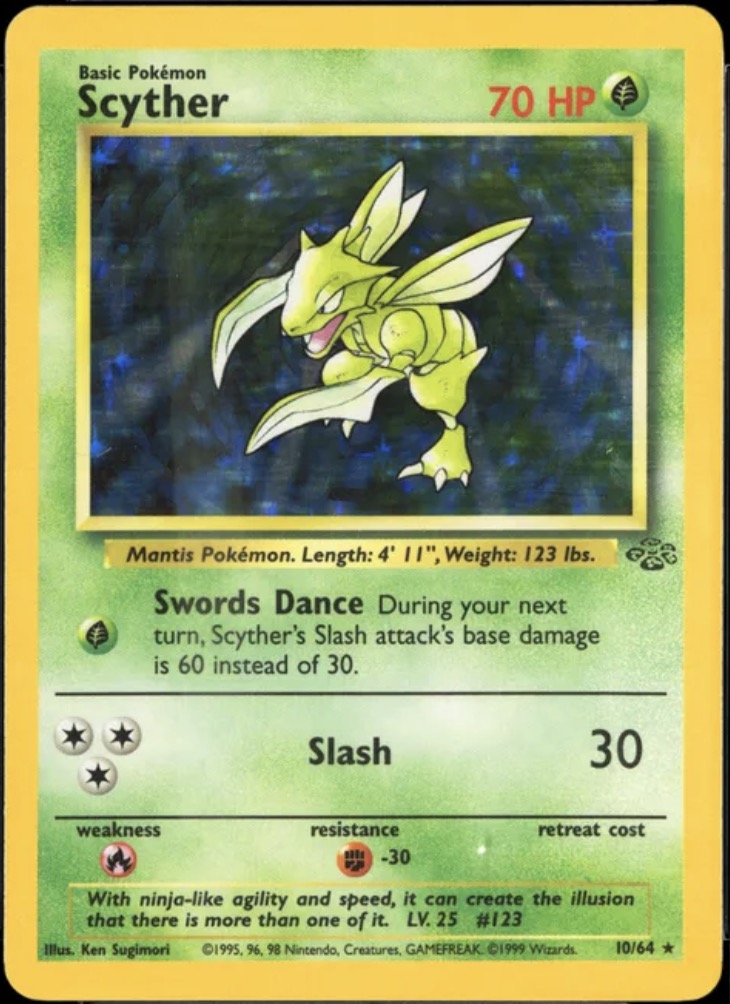 Basic Pokémon
Scyther
70 HP
Mantis Pokémon. Length: 4' 11", Weight: 123 lbs.
Swords Dance During your next
turn, Scyther's Slash attack's base damage
is 60 instead of 30.
Slash 30
weakness resistance retreat cost
-30
With ninja-like agility and speed, it can create the illusion
that there is more than one of it. LV. 25 #123
Illus. Ken Sugimori ©1995, 96, 98 Nintendo, Creatures, GAMEFREAK. ©1999 Wizards. 10/64 ★